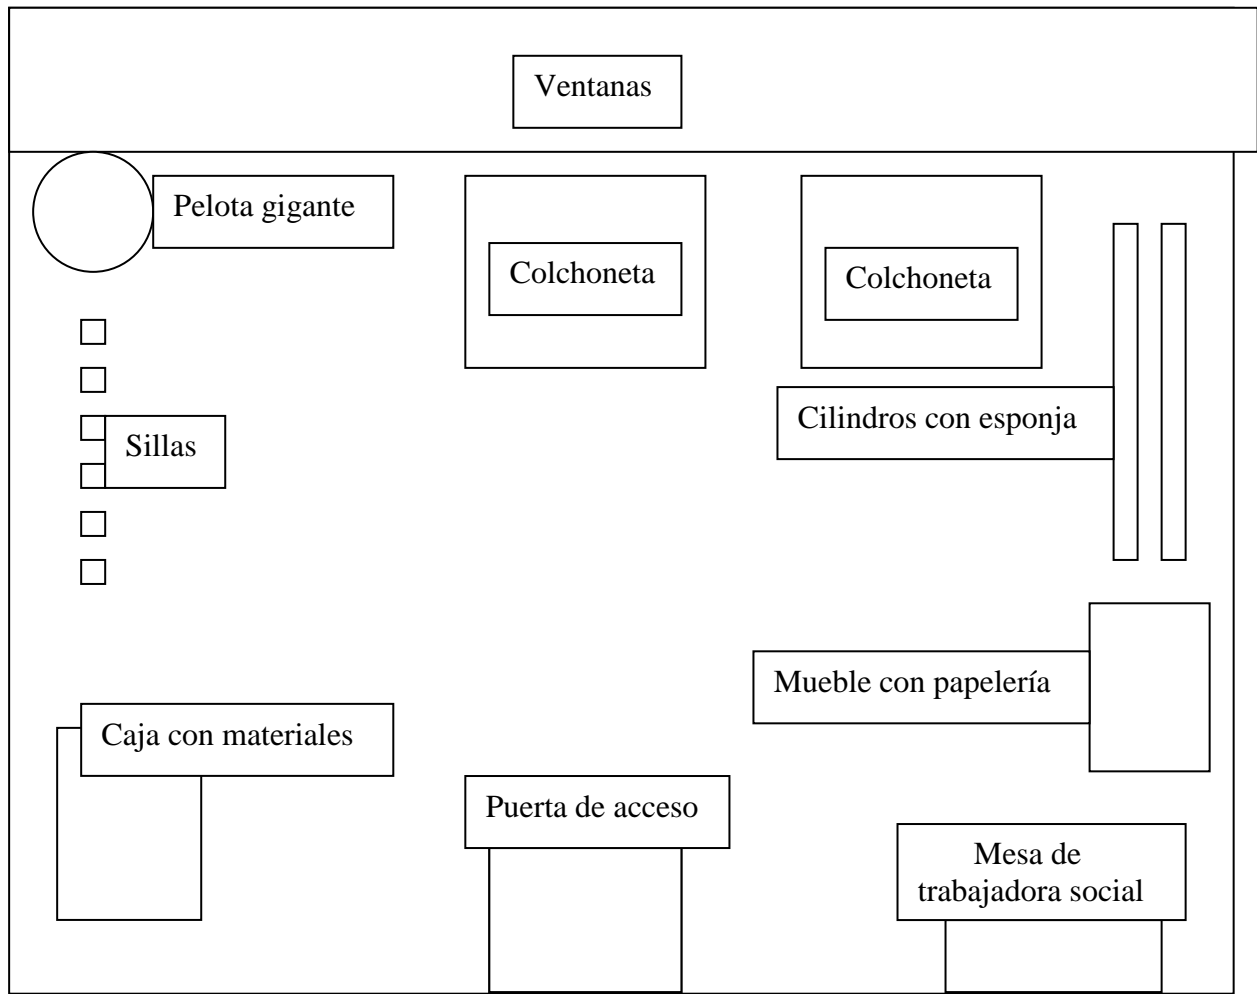 Ventanas
Pelota gigante
Colchoneta
Colchoneta
Cilindros con esponja
Sillas
Mueble con papelería
Caja con materiales
Puerta de acceso
Mesa de
trabajadora social